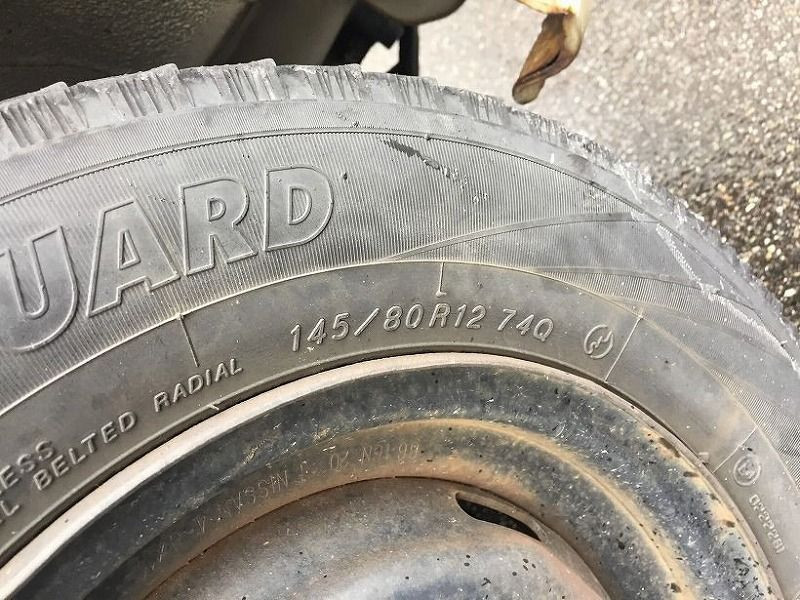 UARD
145/80R12 74Q
ESS
L BELTED RADIAL